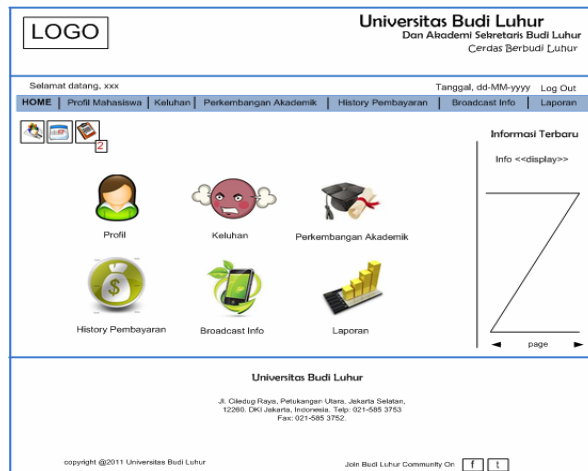 LOGO
Universitas Budi Luhur
Dan Akademi Sekretaris Budi Luhur
Cerdas Berbudi Luhur
Selamat datang, xxx
Tanggal, dd-MM-yyyy Log Out
HOME Profil Mahasiswa Keluhan Perkembangan Akademik History Pembayaran Broadcast Info Laporan
2
Informasi Terbaru
Info <<display>>
Profil Keluhan Perkembangan Akademik
History Pembayaran Broadcast Info Laporan
page
Universitas Budi Luhur
Jl. Ciledug Raya, Petukangan Utara, Jakarta Selatan,
12260. DKI Jakarta, Indonesia. Telp: 021-585 3753
Fax: 021-585 3752.
copyright @2011 Universitas Budi Luhur
Join Budi Luhur Community On f t